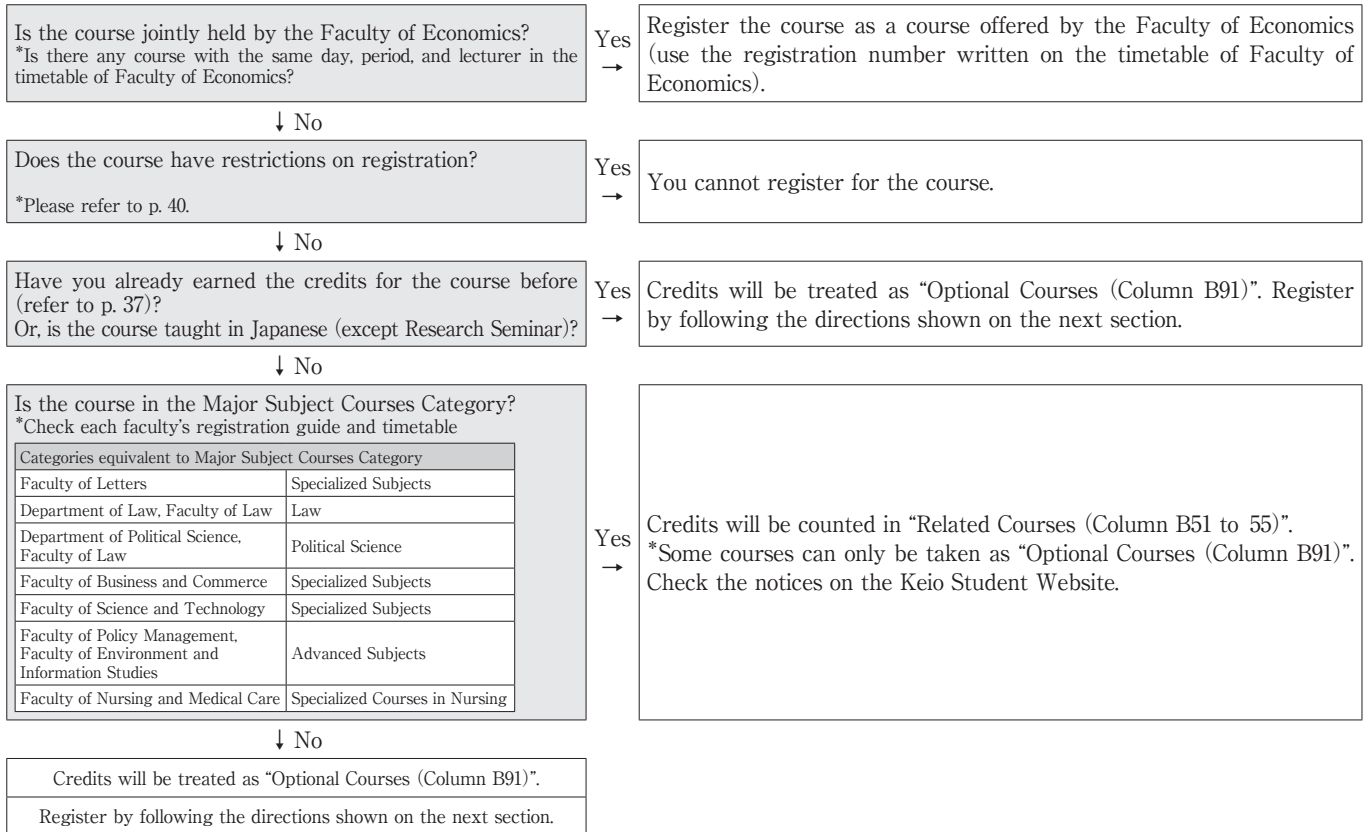 Is the course jointly held by the Faculty of Economics?
*Is there any course with the same day, period, and lecturer in the
timetable of Faculty of Economics?
Yes
→
Register the course as a course offered by the Faculty of Economics
(use the registration number written on the timetable of Faculty of
Economics).
↓ No
Does the course have restrictions on registration?
*Please refer to p. 40.
Yes
→
You cannot register for the course.
↓ No
Have you already earned the credits for the course before
(refer to p. 37)?
Or, is the course taught in Japanese (except Research Seminar)?
Yes
→
Credits will be treated as “Optional Courses (Column B91)”. Register
by following the directions shown on the next section.
↓ No
Is the course in the Major Subject Courses Category?
*Check each faculty’s registration guide and timetable
Categories equivalent to Major Subject Courses Category
Faculty of Letters
Specialized Subjects
Department of Law, Faculty of Law
Law
Department of Political Science,
Faculty of Law
Political Science
Faculty of Business and Commerce
Specialized Subjects
Faculty of Science and Technology
Specialized Subjects
Faculty of Policy Management,
Faculty of Environment and
Information Studies
Advanced Subjects
Faculty of Nursing and Medical Care
Specialized Courses in Nursing
Yes
→
Credits will be counted in “Related Courses (Column B51 to 55)”.
*Some courses can only be taken as “Optional Courses (Column B91)”.
Check the notices on the Keio Student Website.
↓ No
Credits will be treated as “Optional Courses (Column B91)”.
Register by following the directions shown on the next section.